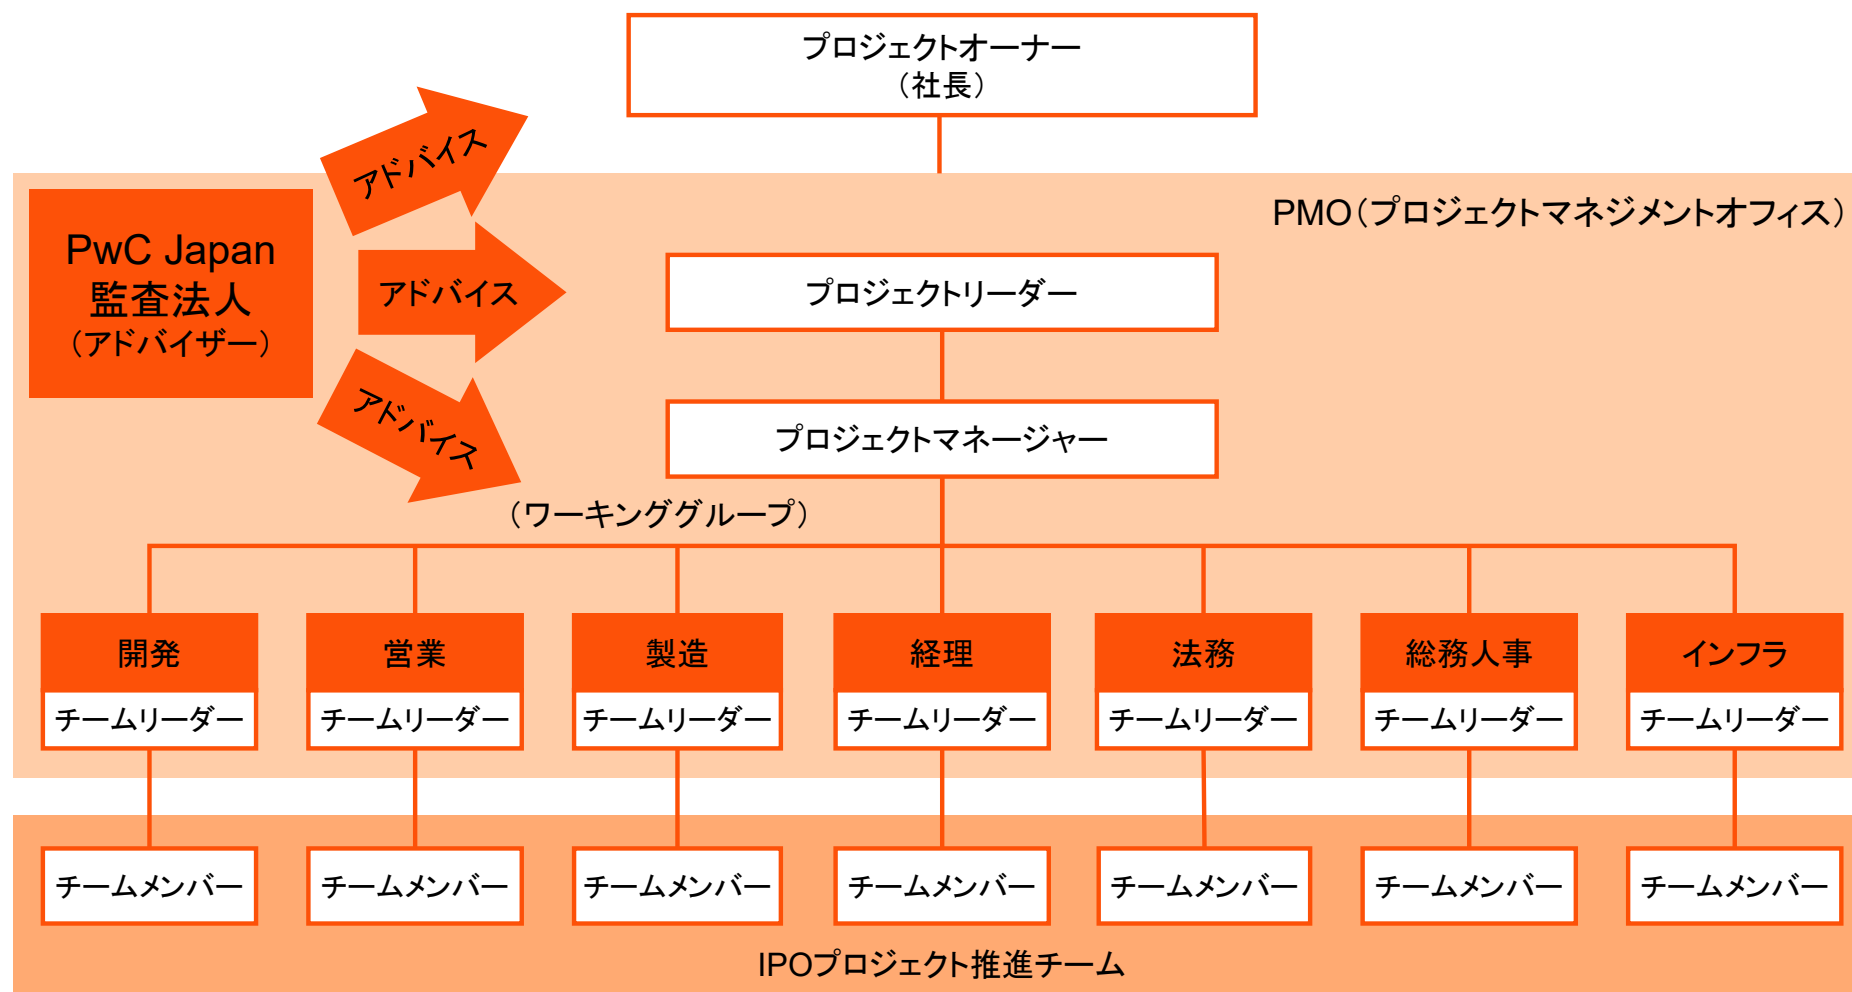 プロジェクトオーナー
（社長）
アドバイス
PMO（プロジェクトマネジメントオフィス）
PwC Japan
監査法人
（アドバイザー）
アドバイス
プロジェクトリーダー
アドバイス
プロジェクトマネージャー
（ワーキンググループ）
開発
営業
製造
経理
法務
総務人事
インフラ
チームリーダー
チームリーダー
チームリーダー
チームリーダー
チームリーダー
チームリーダー
チームリーダー
チームメンバー
チームメンバー
チームメンバー
チームメンバー
チームメンバー
チームメンバー
チームメンバー
IPOプロジェクト推進チーム